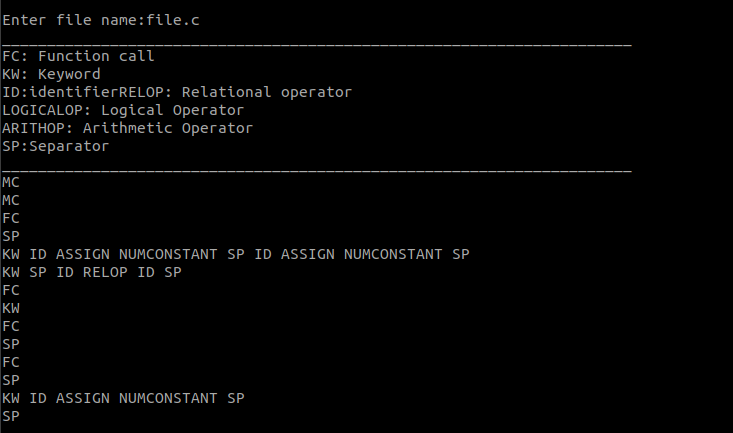 Enter file name:file.c
______________________________________________________________________
FC: Function call
KW: Keyword
ID:identifierRELOP: Relational operator
LOGICALOP: Logical Operator
ARITHOP: Arithmetic Operator
SP:Separator
______________________________________________________________________
MC
MC
FC
SP
KW ID ASSIGN NUMCONSTANT SP ID ASSIGN NUMCONSTANT SP
KW SP ID RELOP ID SP
FC
KW
FC
SP
FC
SP
KW ID ASSIGN NUMCONSTANT SP
SP